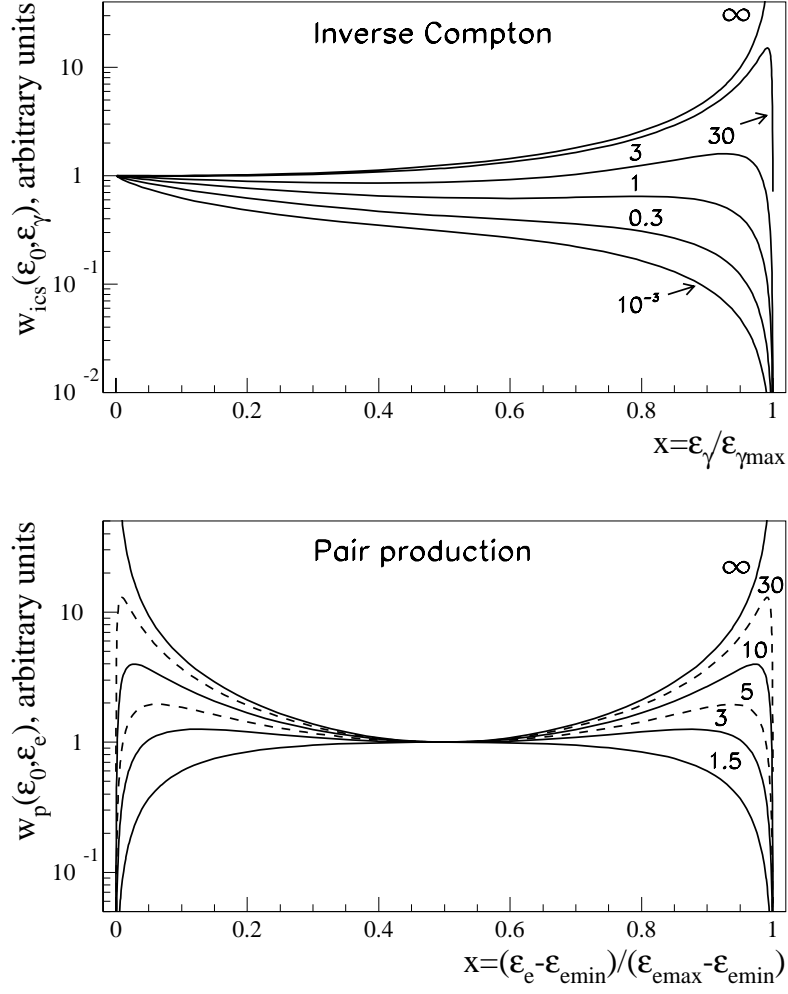 w_ics(ε_0,ε_γ), arbitrary units
Inverse Compton
∞
10
30
3
1
1
0.3
10^-1
10^-3
10^-2
0 0.2 0.4 0.6 0.8 1
x=ε_γ/ε_γmax
w_p(ε_0,ε_e), arbitrary units
Pair production
∞
30
10
10
5
3
1
1.5
10^-1
0 0.2 0.4 0.6 0.8 1
x=(ε_e-ε_emin)/(ε_emax-ε_emin)